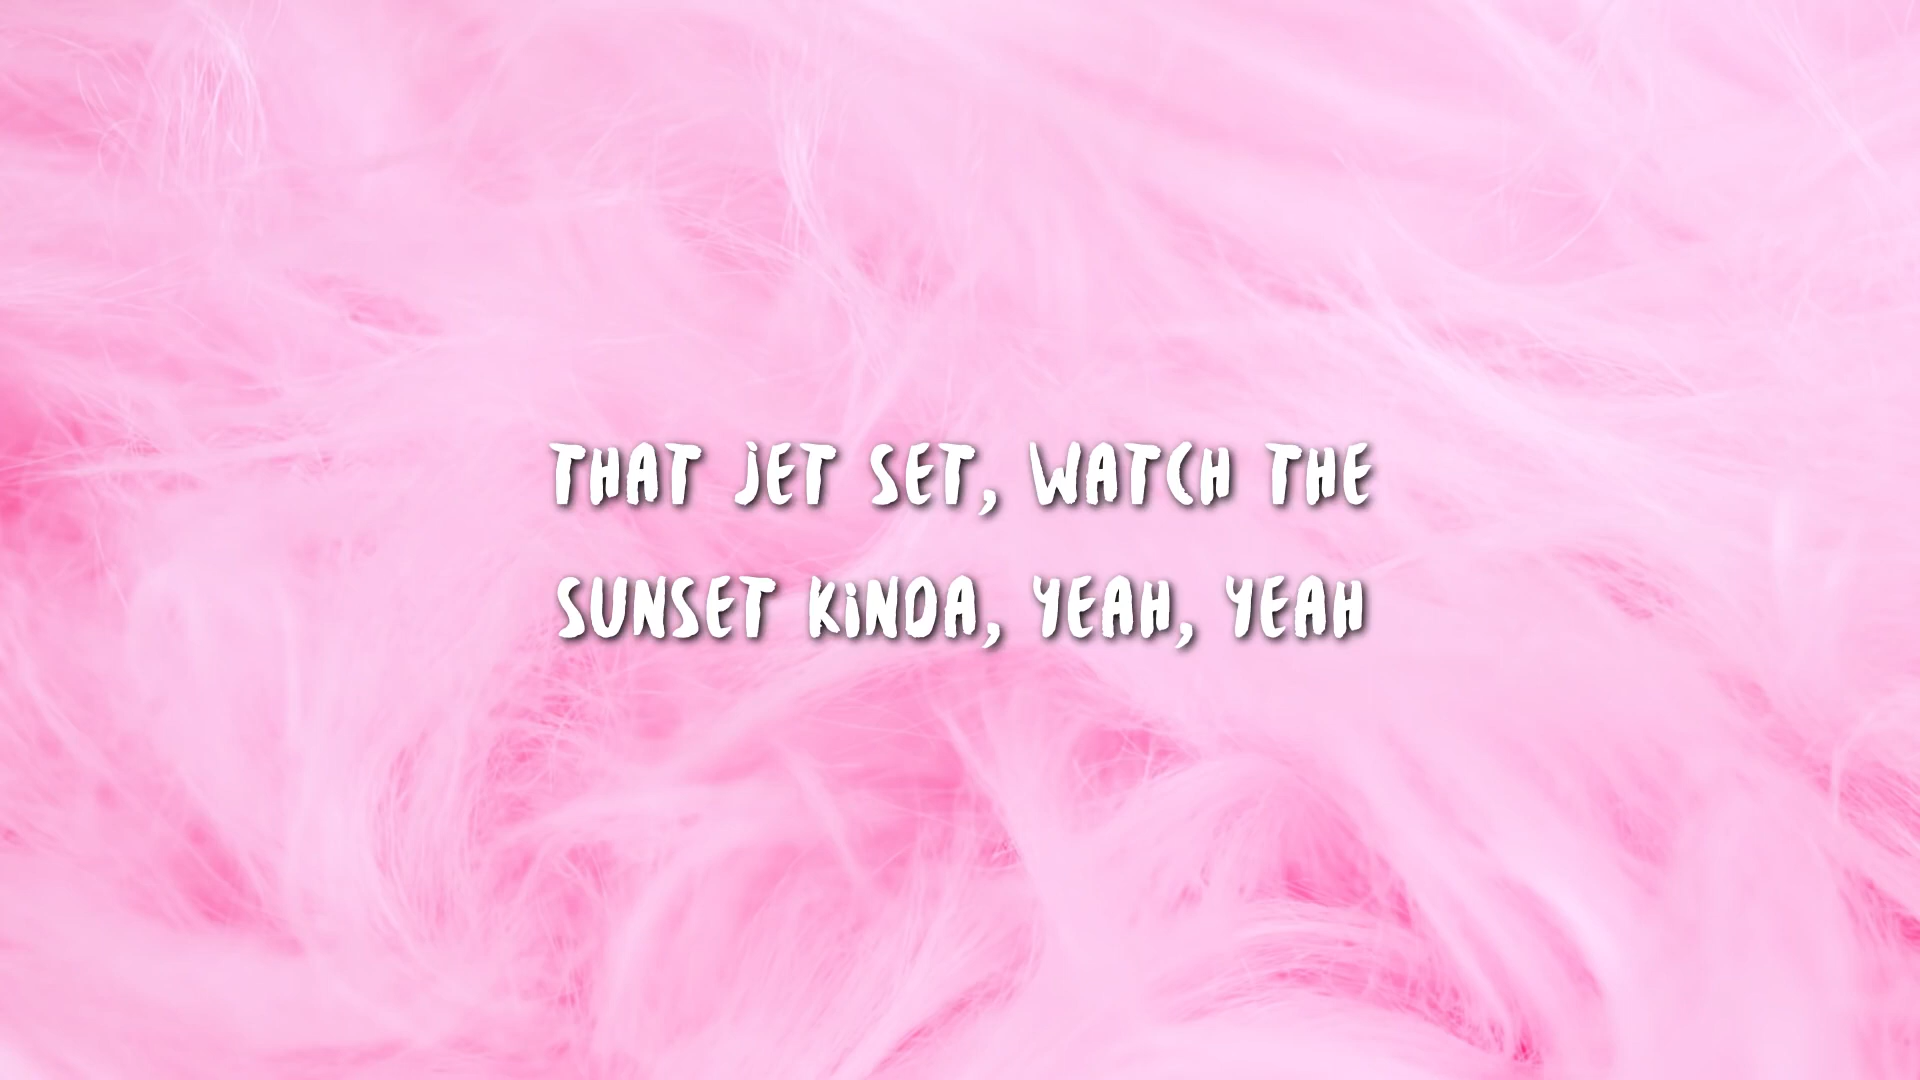 THAT JET SET, WATCH THE
SUNSET KINDA, YEAH, YEAH